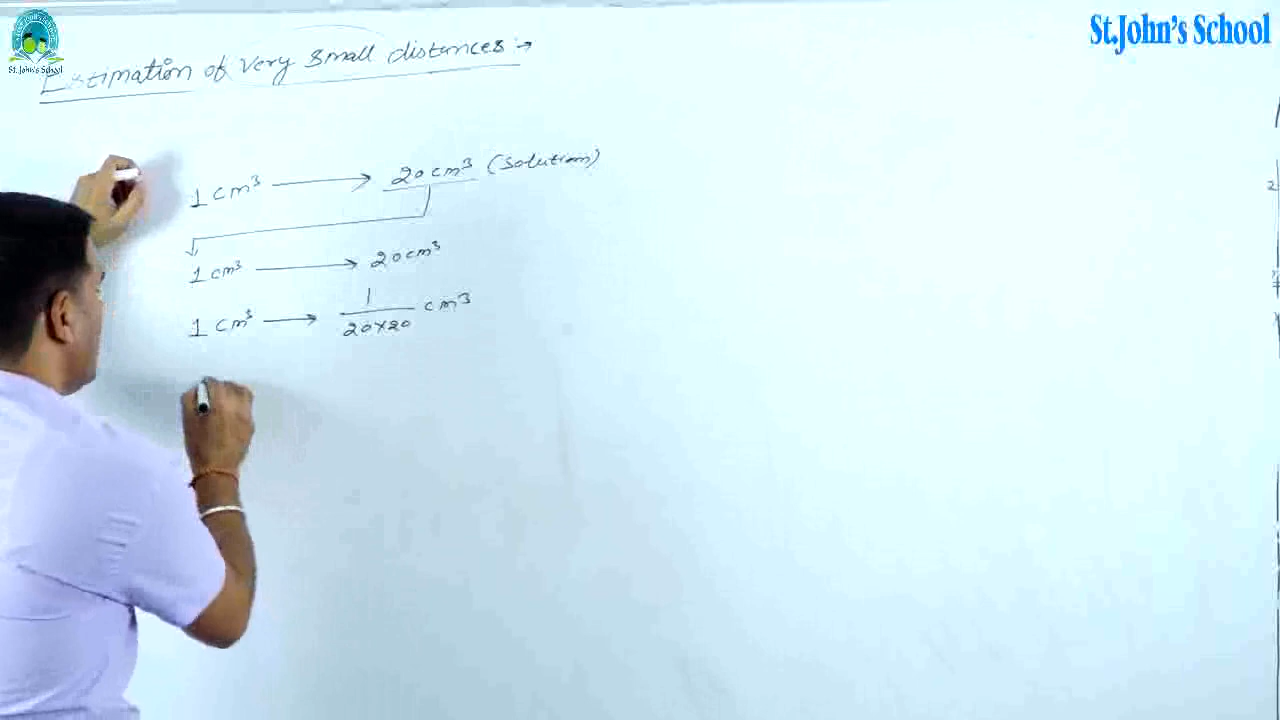 St. John's School
St.John's School
Estimation of very small distances :→
1 cm³ → 20 cm³ (Solution)
1 cm³ → 20 cm³
1 cm³ → 1/20×20 cm³
2